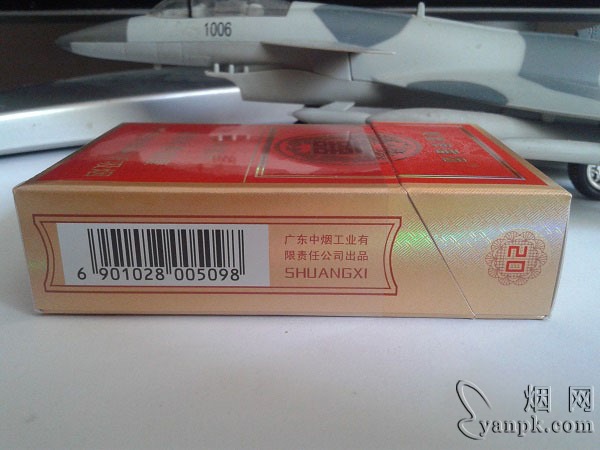 1006
6 901028 005098
广东中烟工业有
限责任公司出品
SHUANGXI
20
烟网
yanpk.com